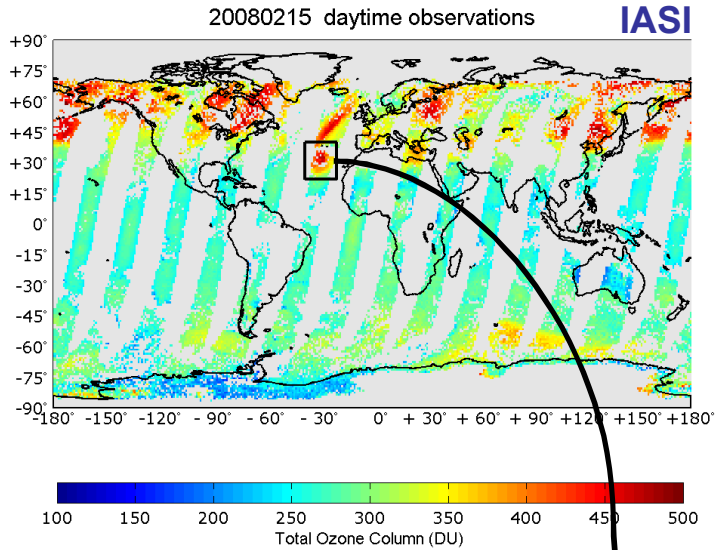 20080215 daytime observations
IASI
+90°
+75°
+60°
+45°
+30°
+15°
0°
-15°
-30°
-45°
-60°
-75°
-90°
-180° -150° -120° -90° -60° - 30° 0° + 30° + 60° + 90° +120° +150° +180°
100 150 200 250 300 350 400 450 500
Total Ozone Column (DU)